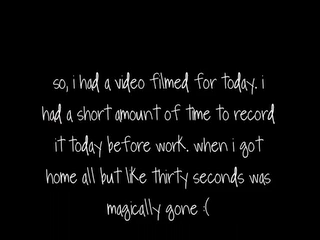 so, i had a video filmed for today. i
had a short amount of time to record
it today before work. when i got
home all but like thirty seconds was
magically gone :(